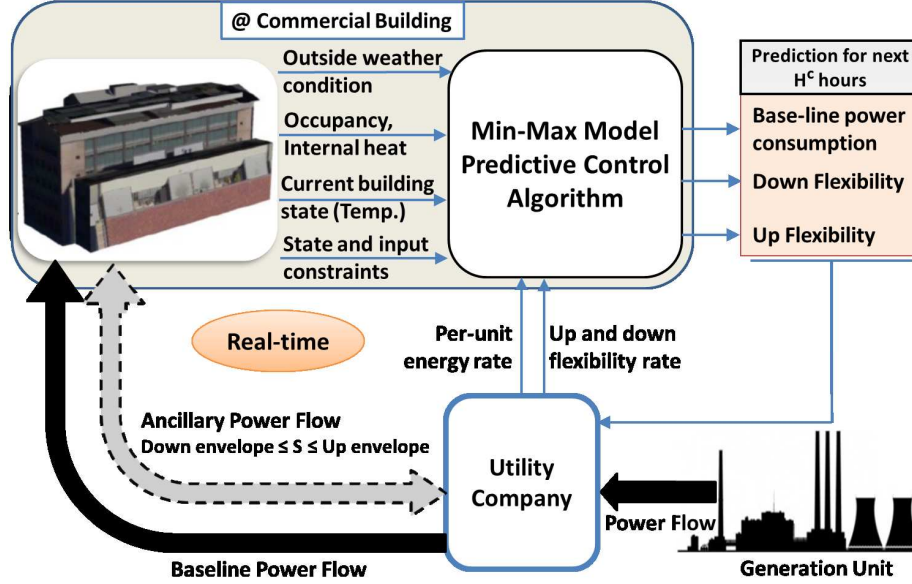 @ Commercial Building
Outside weather
condition
Occupancy,
Internal heat
Current building
state (Temp.)
State and input
constraints
Min-Max Model
Predictive Control
Algorithm
Prediction for next
Hᶜ hours
Base-line power
consumption
Down Flexibility
Up Flexibility
Real-time
Per-unit
energy rate
Up and down
flexibility rate
Ancillary Power Flow
Down envelope ≤ S ≤ Up envelope
Utility
Company
Power Flow
Baseline Power Flow
Generation Unit